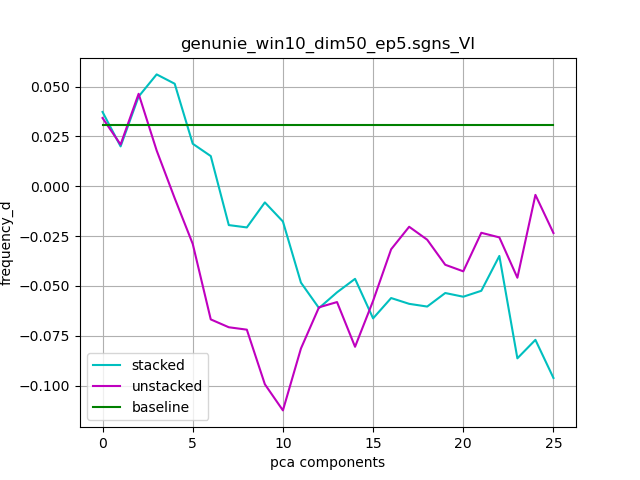 genunie_win10_dim50_ep5.sgns_VI
0.050
0.025
0.000
−0.025
−0.050
−0.075
−0.100
frequency_d
stacked
unstacked
baseline
0 5 10 15 20 25
pca components